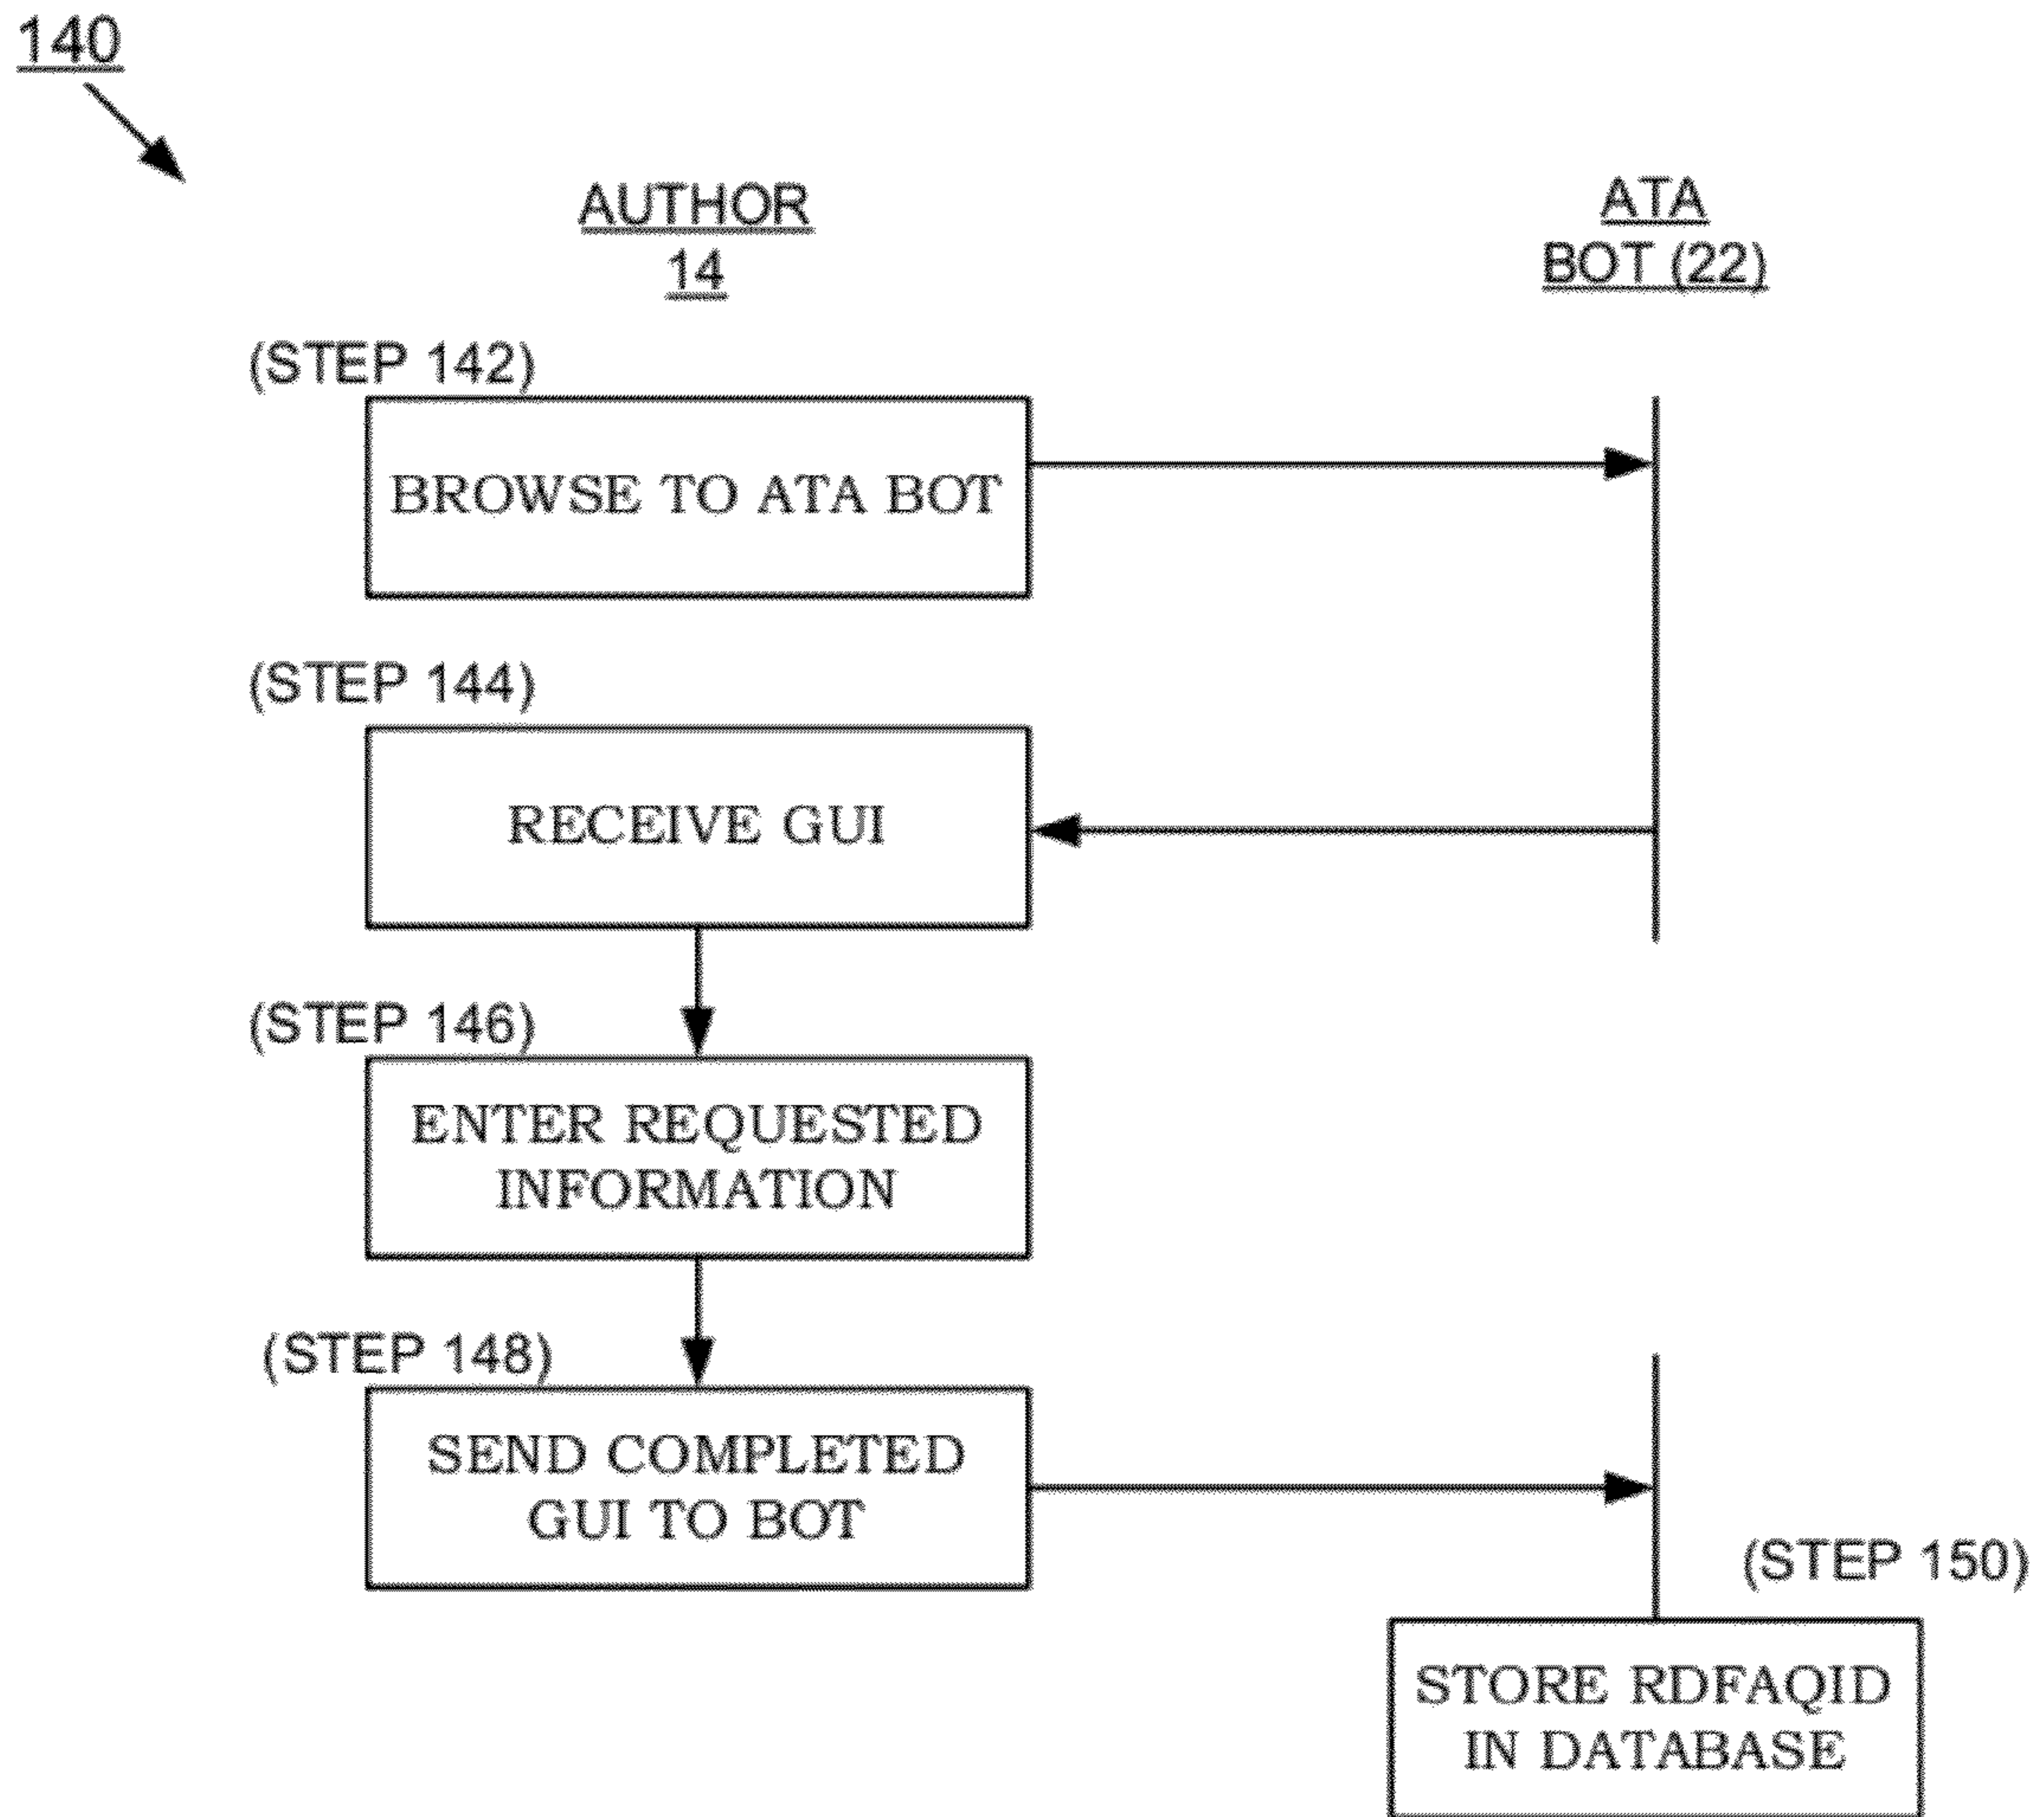 140
AUTHOR
14
ATA
BOT (22)
(STEP 142)
BROWSE TO ATA BOT
(STEP 144)
RECEIVE GUI
(STEP 146)
ENTER REQUESTED
INFORMATION
(STEP 148)
SEND COMPLETED
GUI TO BOT
(STEP 150)
STORE RDFAQID
IN DATABASE